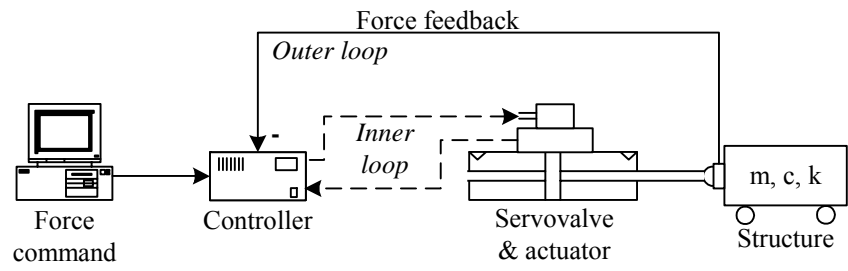 Force feedback
Outer loop
-
Inner
loop
m, c, k
Force
command
Controller
Servovalve
& actuator
Structure